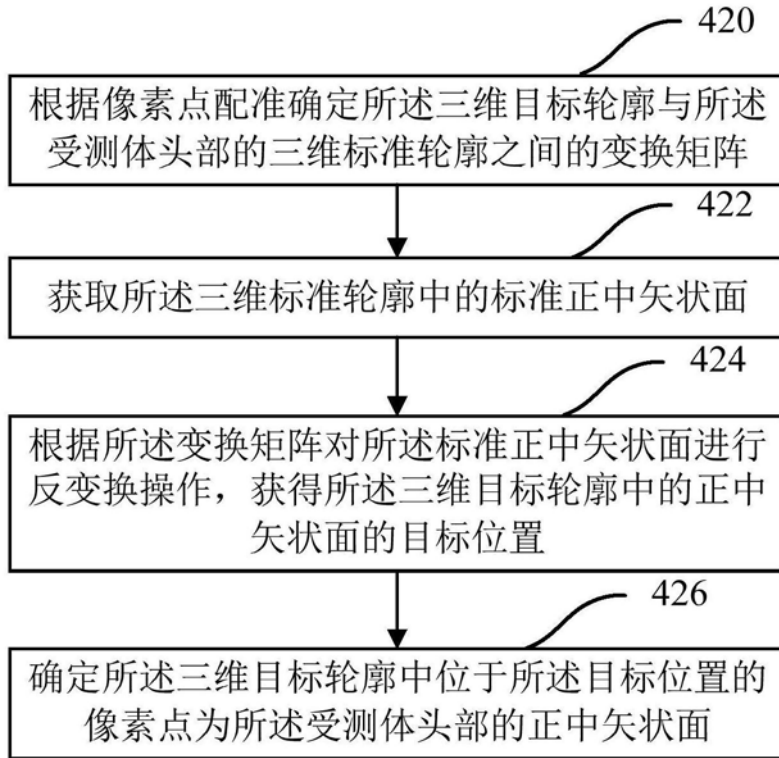 420
根据像素点配准确定所述三维目标轮廓与所述
受测体头部的三维标准轮廓之间的变换矩阵
422
获取所述三维标准轮廓中的标准正中矢状面
424
根据所述变换矩阵对所述标准正中矢状面进行
反变换操作，获得所述三维目标轮廓中的正中
矢状面的目标位置
426
确定所述三维目标轮廓中位于所述目标位置的
像素点为所述受测体头部的正中矢状面